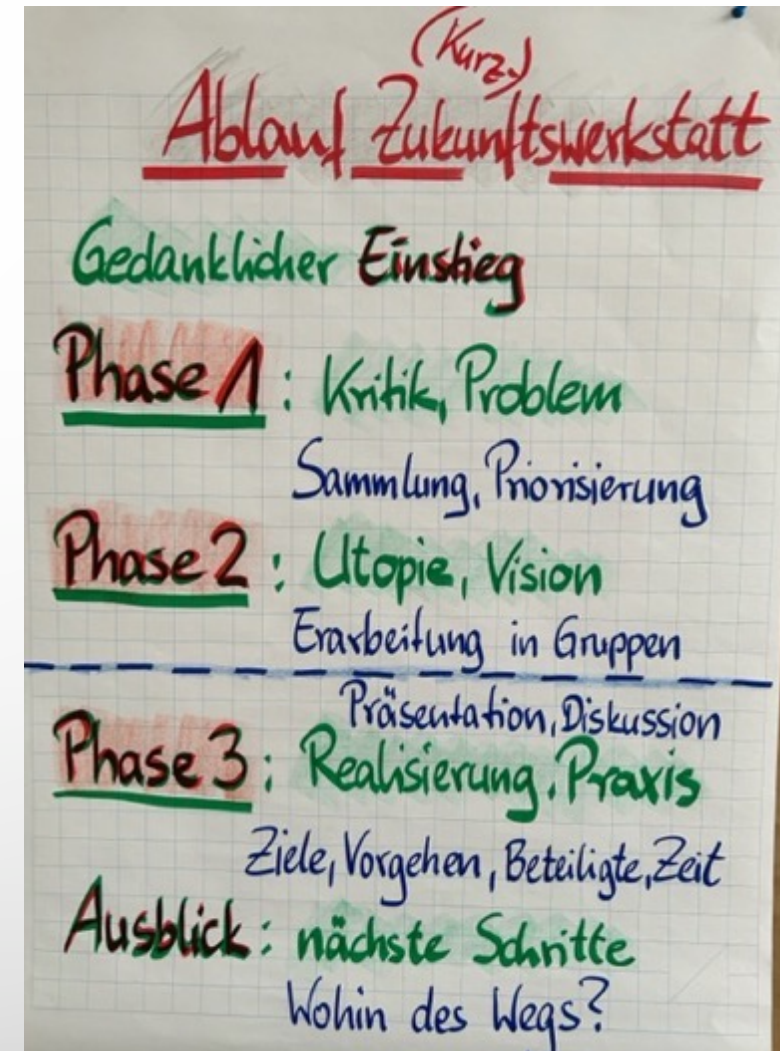 (Kurz-)
Ablauf Zukunftswerkstatt
Gedanklicher Einstieg
Phase 1: Kritik, Problem
Sammlung, Priorisierung
Phase 2: Utopie, Vision
Erarbeitung in Gruppen
Präsentation, Diskussion
Phase 3: Realisierung, Praxis
Ziele, Vorgehen, Beteiligte, Zeit
Ausblick: nächste Schritte
Wohin des Wegs?